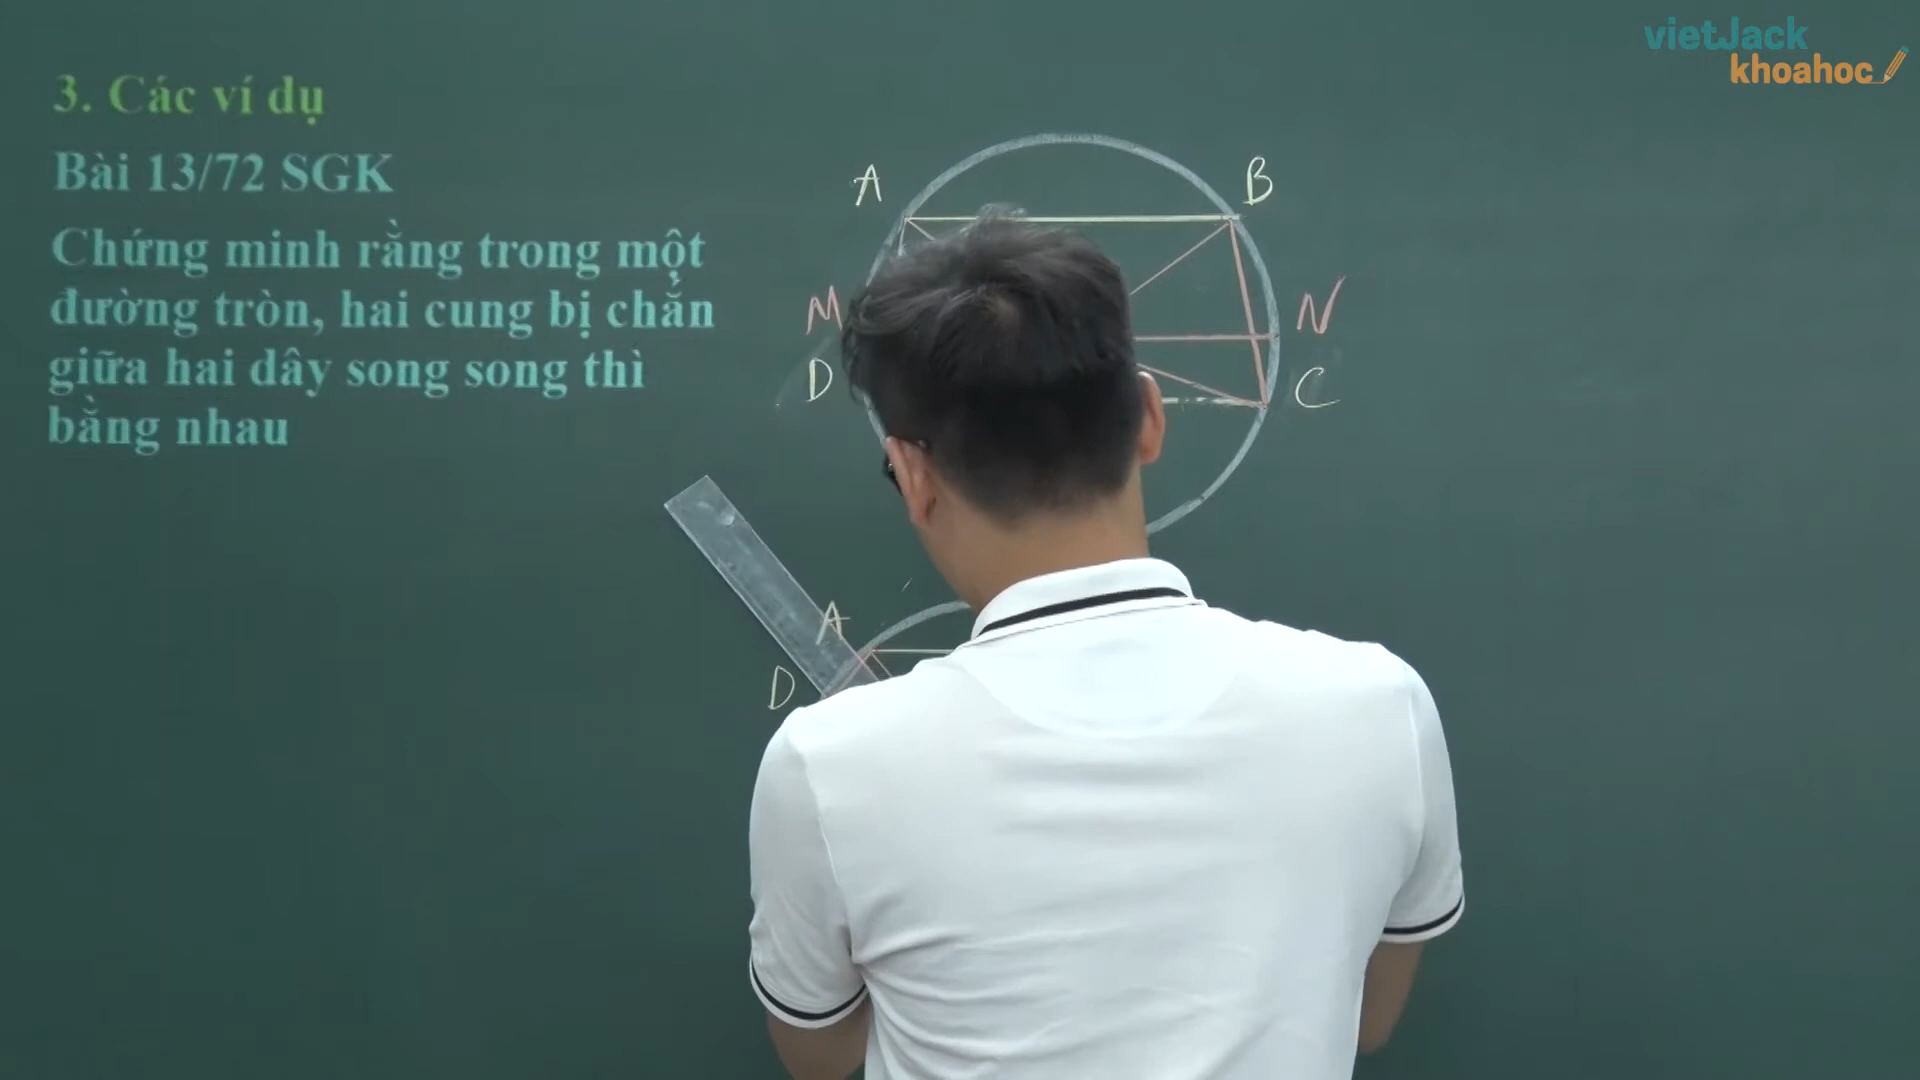 vietJack
khoahoc
3. Các ví dụ
Bài 13/72 SGK
Chứng minh rằng trong một
đường tròn, hai cung bị chắn
giữa hai dây song song thì
bằng nhau
A B
M N
D C
A
D